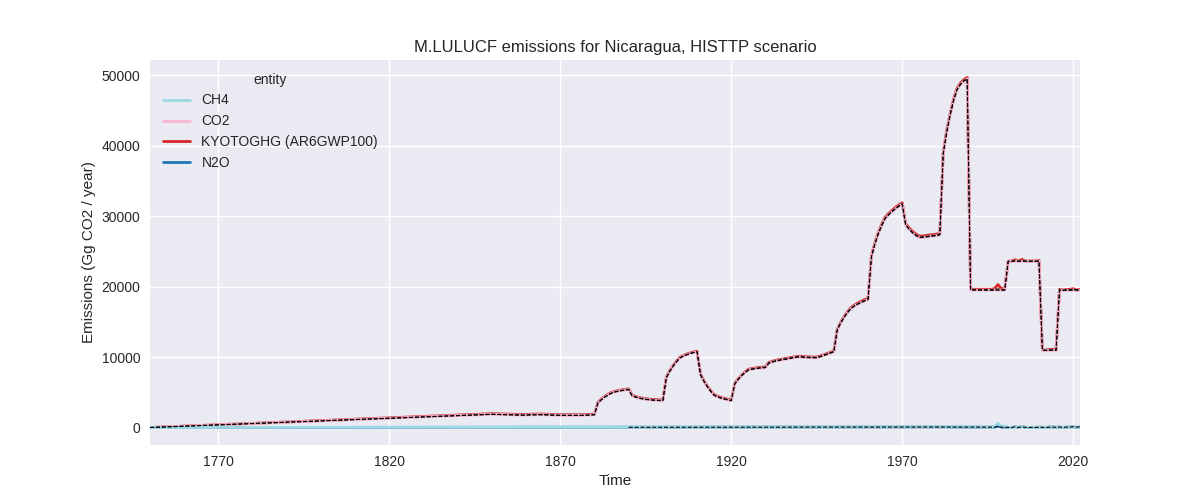 M.LULUCF emissions for Nicaragua, HISTTP scenario
entity
CH4
CO2
KYOTOGHG (AR6GWP100)
N2O
Emissions (Gg CO2 / year)
50000
40000
30000
20000
10000
0
1770
1820
1870
1920
1970
2020
Time